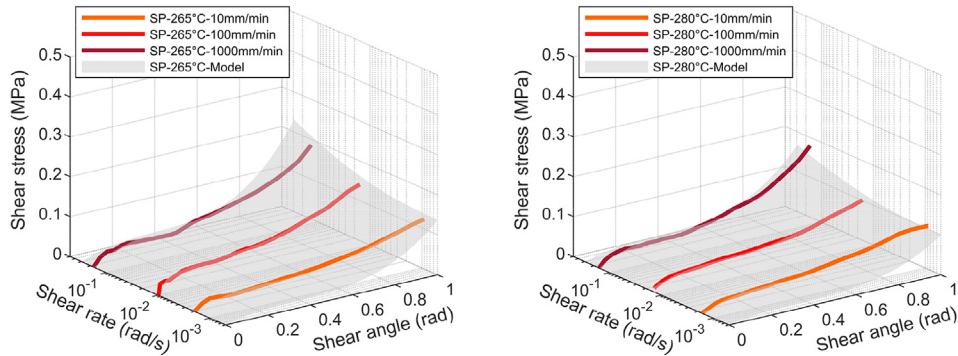 SP-265°C-10mm/min
SP-265°C-100mm/min
SP-265°C-1000mm/min
SP-265°C-Model
0.5
0.4
0.3
0.2
0.1
0
Shear stress (MPa)
10⁻¹
10⁻²
10⁻³
Shear rate (rad/s)
0
0.2
0.4
0.6
0.8
1
Shear angle (rad)
SP-280°C-10mm/min
SP-280°C-100mm/min
SP-280°C-1000mm/min
SP-280°C-Model
0.5
0.4
0.3
0.2
0.1
0
Shear stress (MPa)
10⁻¹
10⁻²
10⁻³
Shear rate (rad/s)
0
0.2
0.4
0.6
0.8
1
Shear angle (rad)